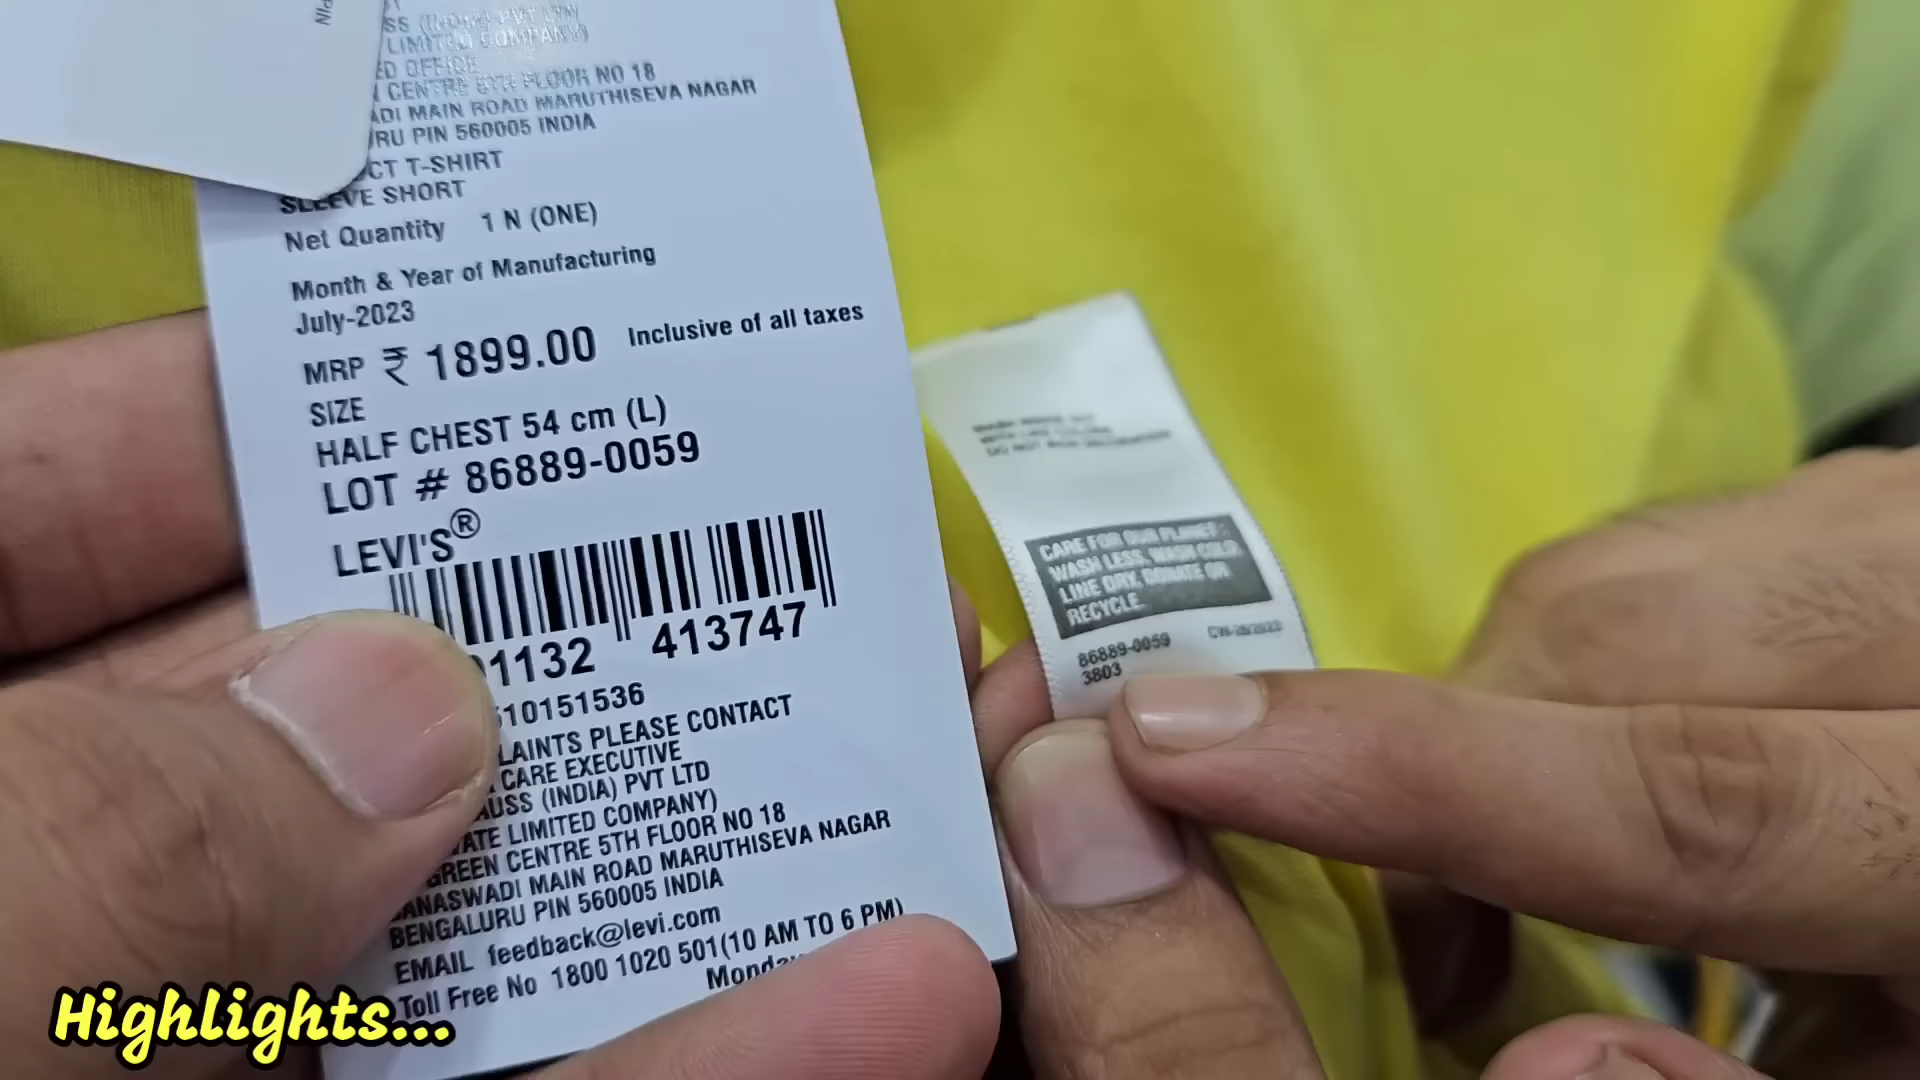 PIN
LIMITED COMPANY)
ED OFFICE
CENTRE 5TH FLOOR NO 18
ADI MAIN ROAD MARUTHISEVA NAGAR
RU PIN 560005 INDIA
CT T-SHIRT
SLEEVE SHORT
Net Quantity 1 N (ONE)
Month & Year of Manufacturing
July-2023
MRP ₹ 1899.00 Inclusive of all taxes
SIZE
HALF CHEST 54 cm (L)
LOT # 86889-0059
LEVI'S®
1132 413747
10151536
LAINTS PLEASE CONTACT
CARE EXECUTIVE
AUSS (INDIA) PVT LTD
ATE LIMITED COMPANY)
GREEN CENTRE 5TH FLOOR NO 18
ANASWADI MAIN ROAD MARUTHISEVA NAGAR
BENGALURU PIN 560005 INDIA
EMAIL feedback@levi.com
Toll Free No 1800 1020 501(10 AM TO 6 PM)
CARE FOR OUR PLANET:
WASH LESS, WASH COLD,
LINE DRY, DONATE OR
RECYCLE.
86889-0059
3803
Highlights...